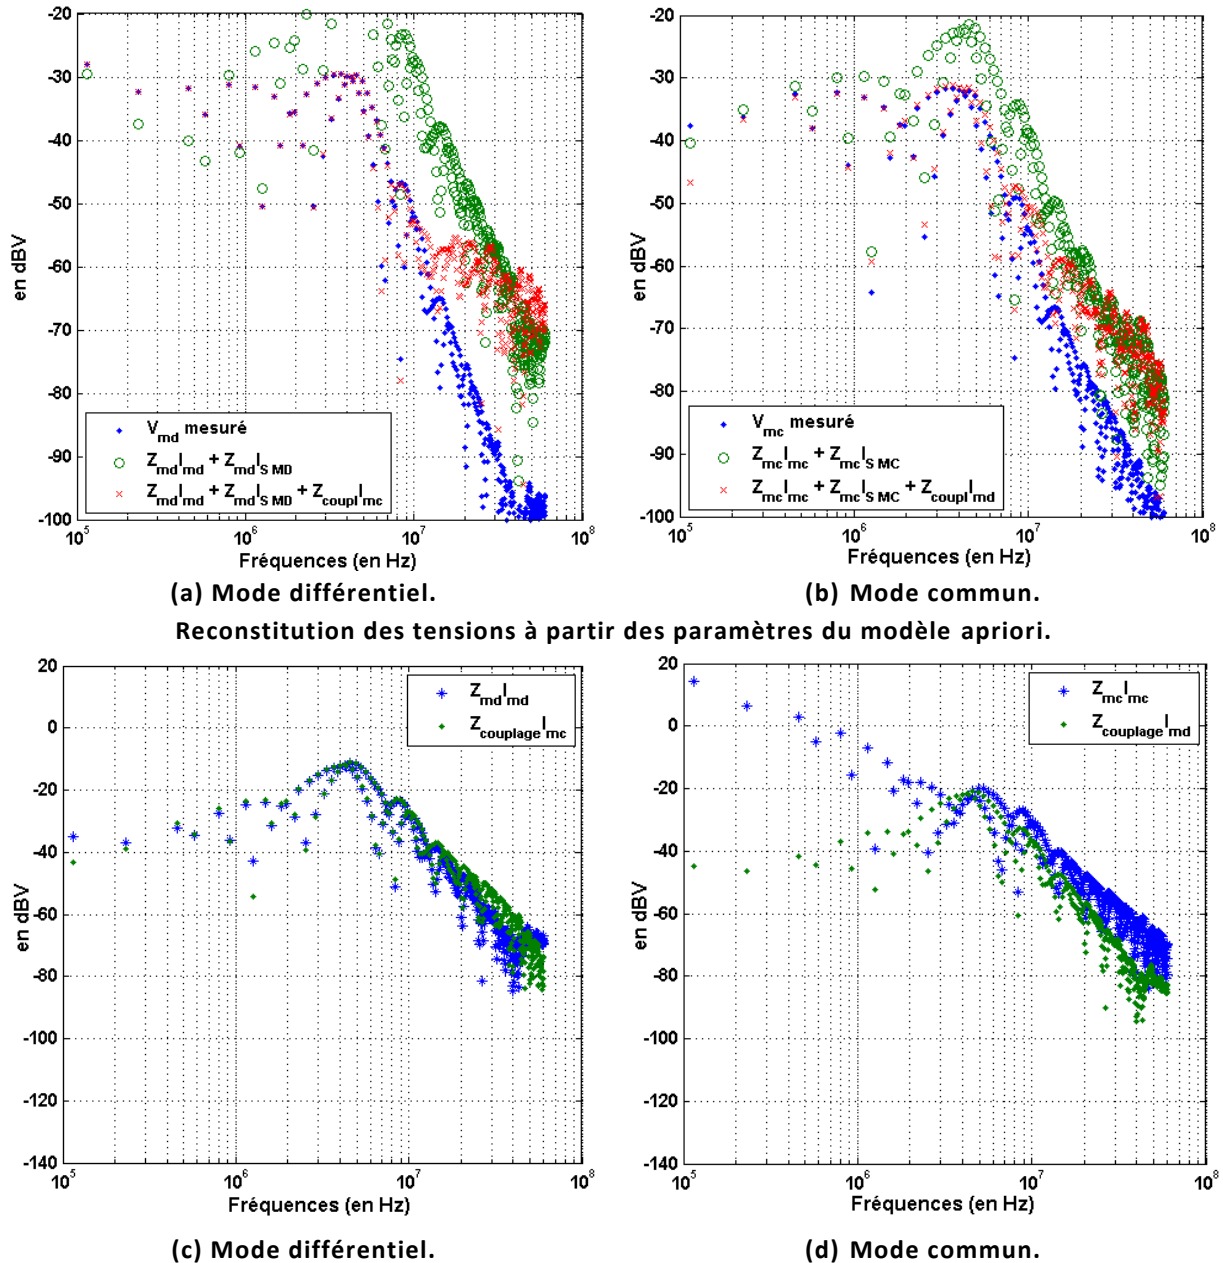 -20
-30
-40
-50
-60
-70
-80
-90
-100
en dBV
V_md mesuré
Z_md I_md + Z_md I_S MD
Z_md I_md + Z_md I_S MD + Z_coupl I_mc
10^5 10^6 10^7 10^8
Fréquences (en Hz)
(a) Mode différentiel.
-20
-30
-40
-50
-60
-70
-80
-90
-100
en dBV
V_mc mesuré
Z_mc I_mc + Z_mc I_S MC
Z_mc I_mc + Z_mc I_S MC + Z_coupl I_md
10^5 10^6 10^7 10^8
Fréquences (en Hz)
(b) Mode commun.
Reconstitution des tensions à partir des paramètres du modèle apriori.
20
0
-20
-40
-60
-80
-100
-120
-140
en dBV
Z_md I_md
Z_couplage I_mc
10^5 10^6 10^7 10^8
Fréquences (en Hz)
(c) Mode différentiel.
20
0
-20
-40
-60
-80
-100
-120
-140
en dBV
Z_mc I_mc
Z_couplage I_md
10^5 10^6 10^7 10^8
Fréquences (en Hz)
(d) Mode commun.